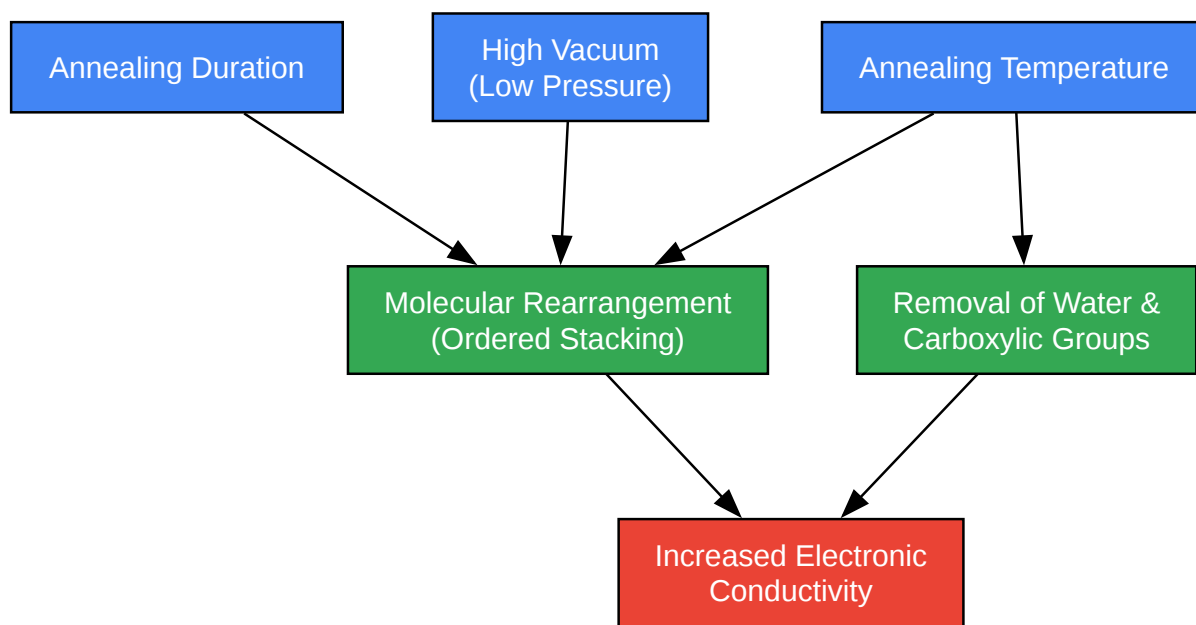 Annealing Duration
High Vacuum
(Low Pressure)
Annealing Temperature
Molecular Rearrangement
(Ordered Stacking)
Removal of Water &
Carboxylic Groups
Increased Electronic
Conductivity